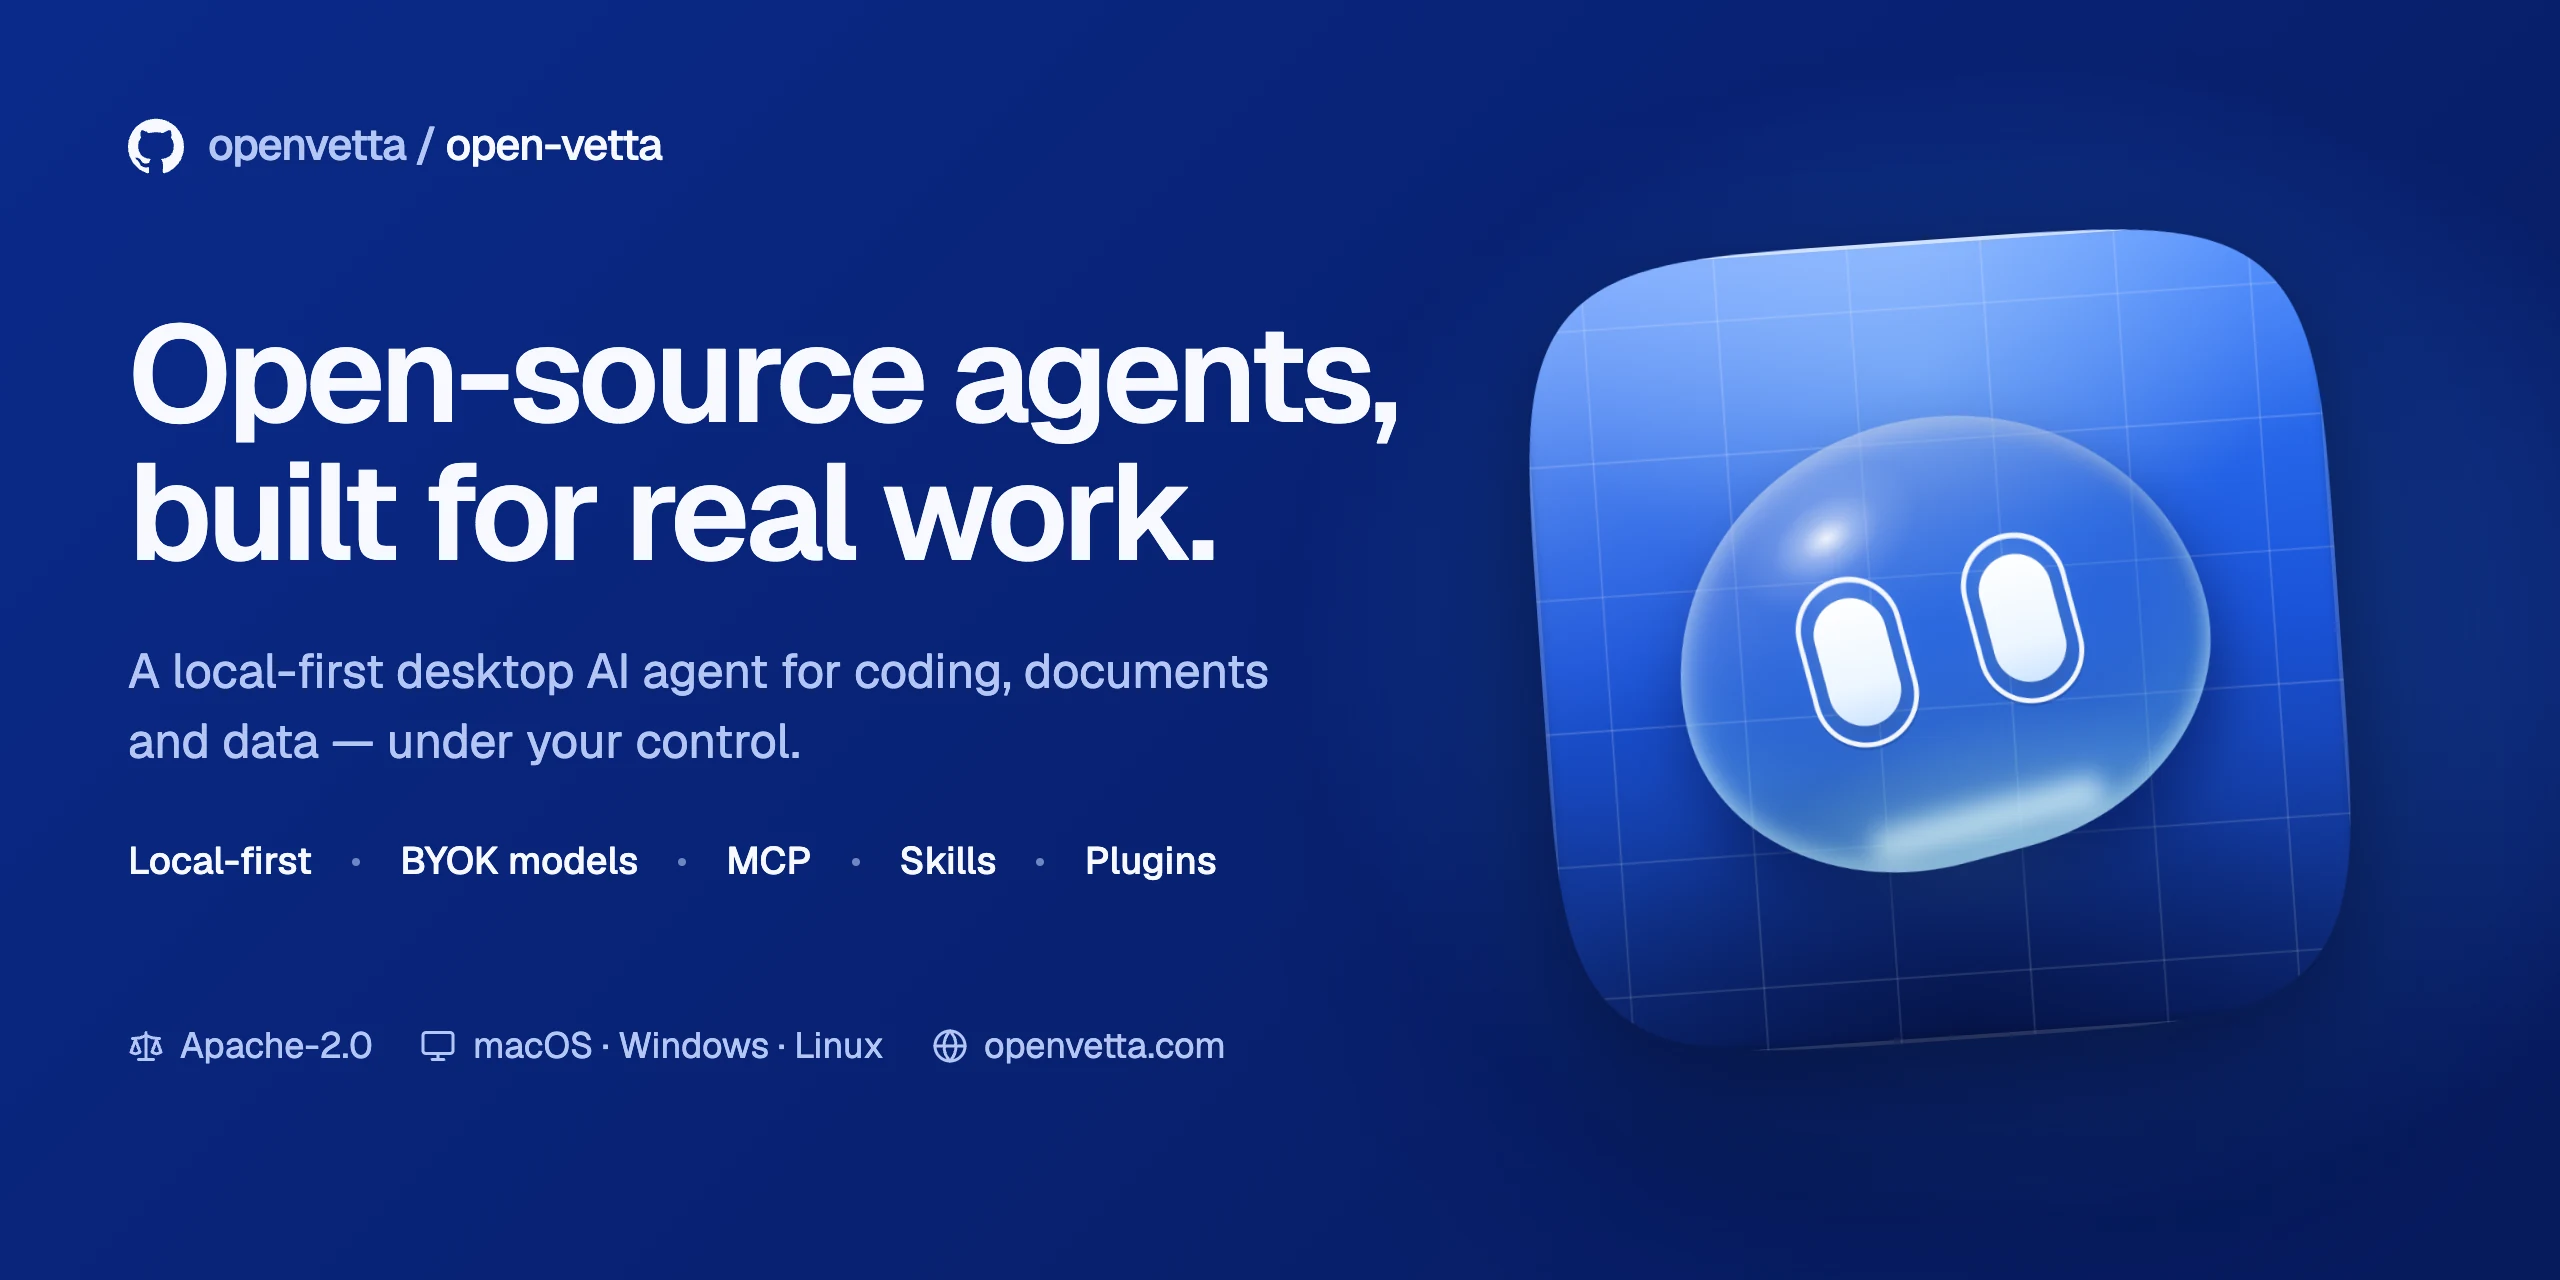 openvetta / open-vetta
Open-source agents,
built for real work.
A local-first desktop AI agent for coding, documents
and data — under your control.
Local-first · BYOK models · MCP · Skills · Plugins
Apache-2.0 macOS · Windows · Linux openvetta.com